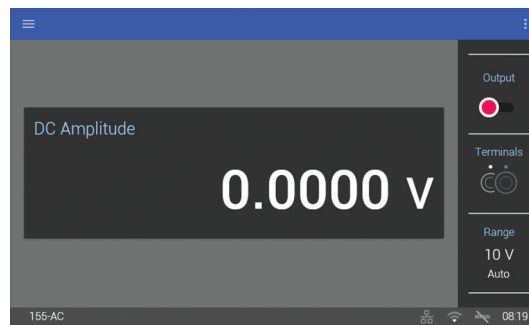 Output
DC Amplitude
0.0000 V
Terminals
Range
10 V
Auto
155-AC
08:19